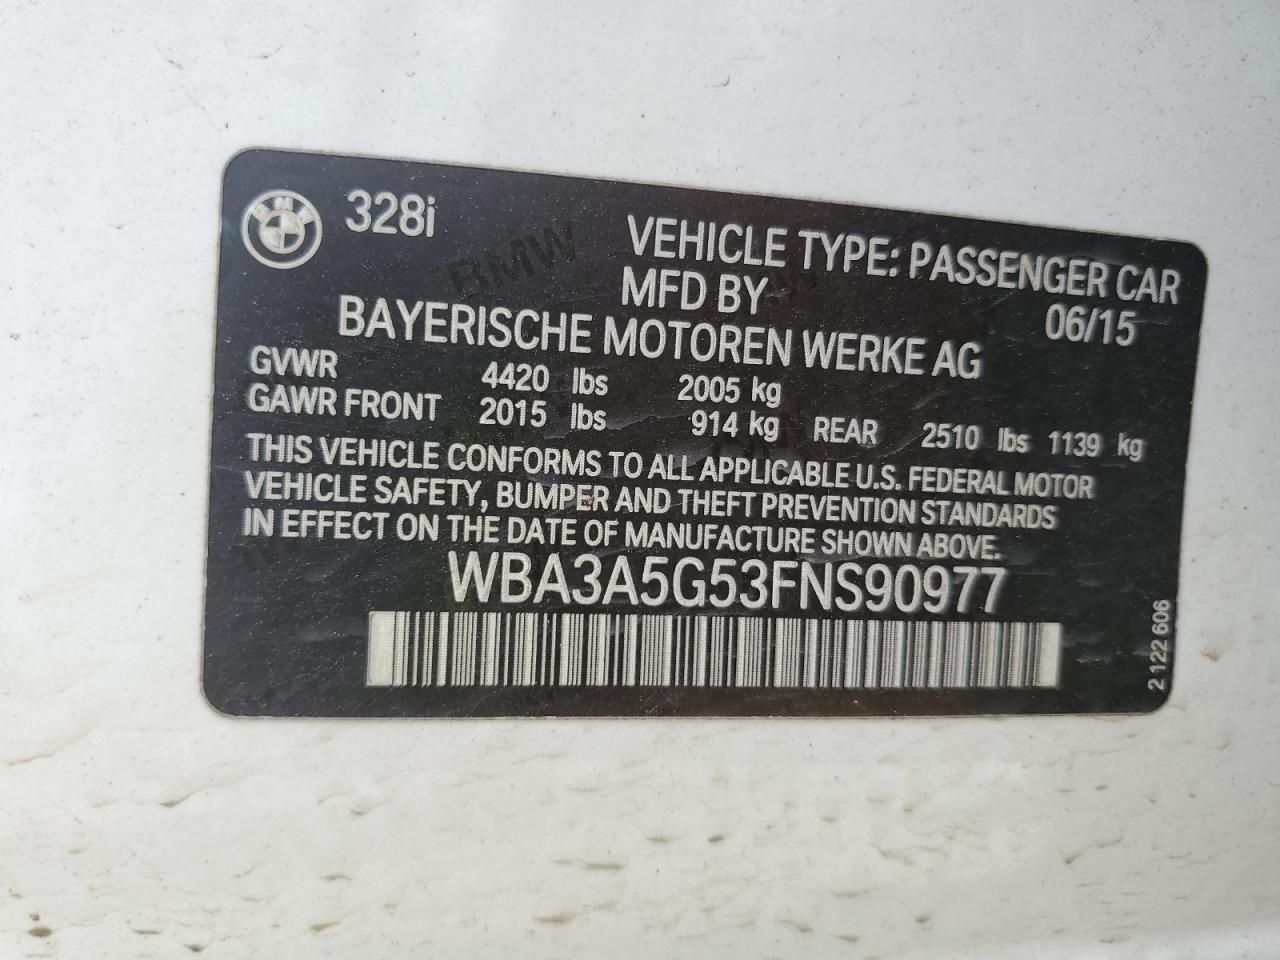 BMW 328i
VEHICLE TYPE: PASSENGER CAR
MFD BY 06/15
BAYERISCHE MOTOREN WERKE AG
GVWR 4420 lbs 2005 kg
GAWR FRONT 2015 lbs 914 kg REAR 2510 lbs 1139 kg
THIS VEHICLE CONFORMS TO ALL APPLICABLE U.S. FEDERAL MOTOR
VEHICLE SAFETY, BUMPER AND THEFT PREVENTION STANDARDS
IN EFFECT ON THE DATE OF MANUFACTURE SHOWN ABOVE.
WBA3A5G53FNS90977
2 122 606
BMW